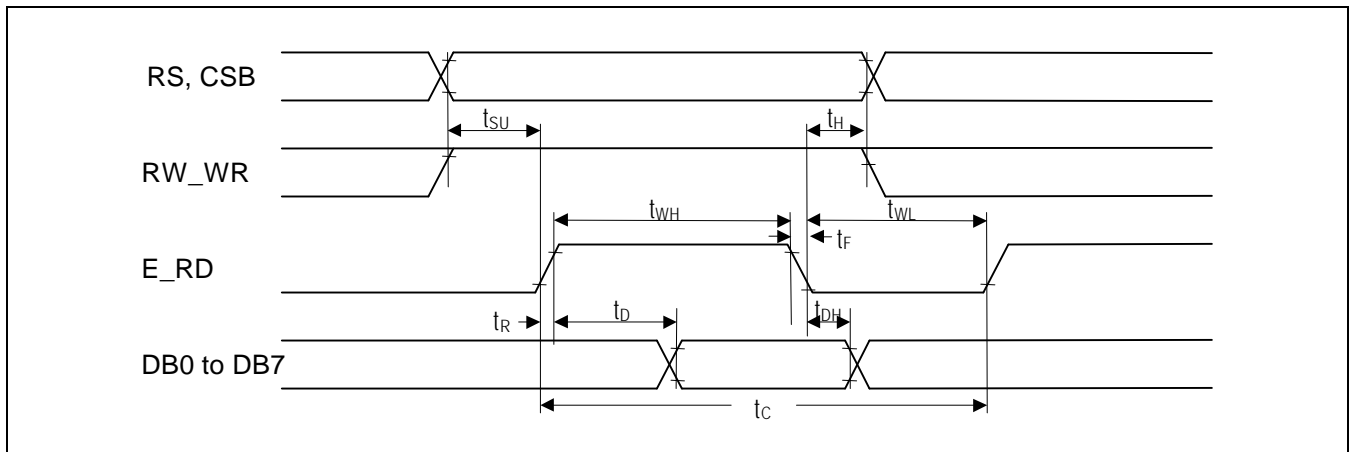 RS, CSB
tSU
tH
RW_WR
tWH
tWL
tF
E_RD
tR
tD
tDH
DB0 to DB7
tC